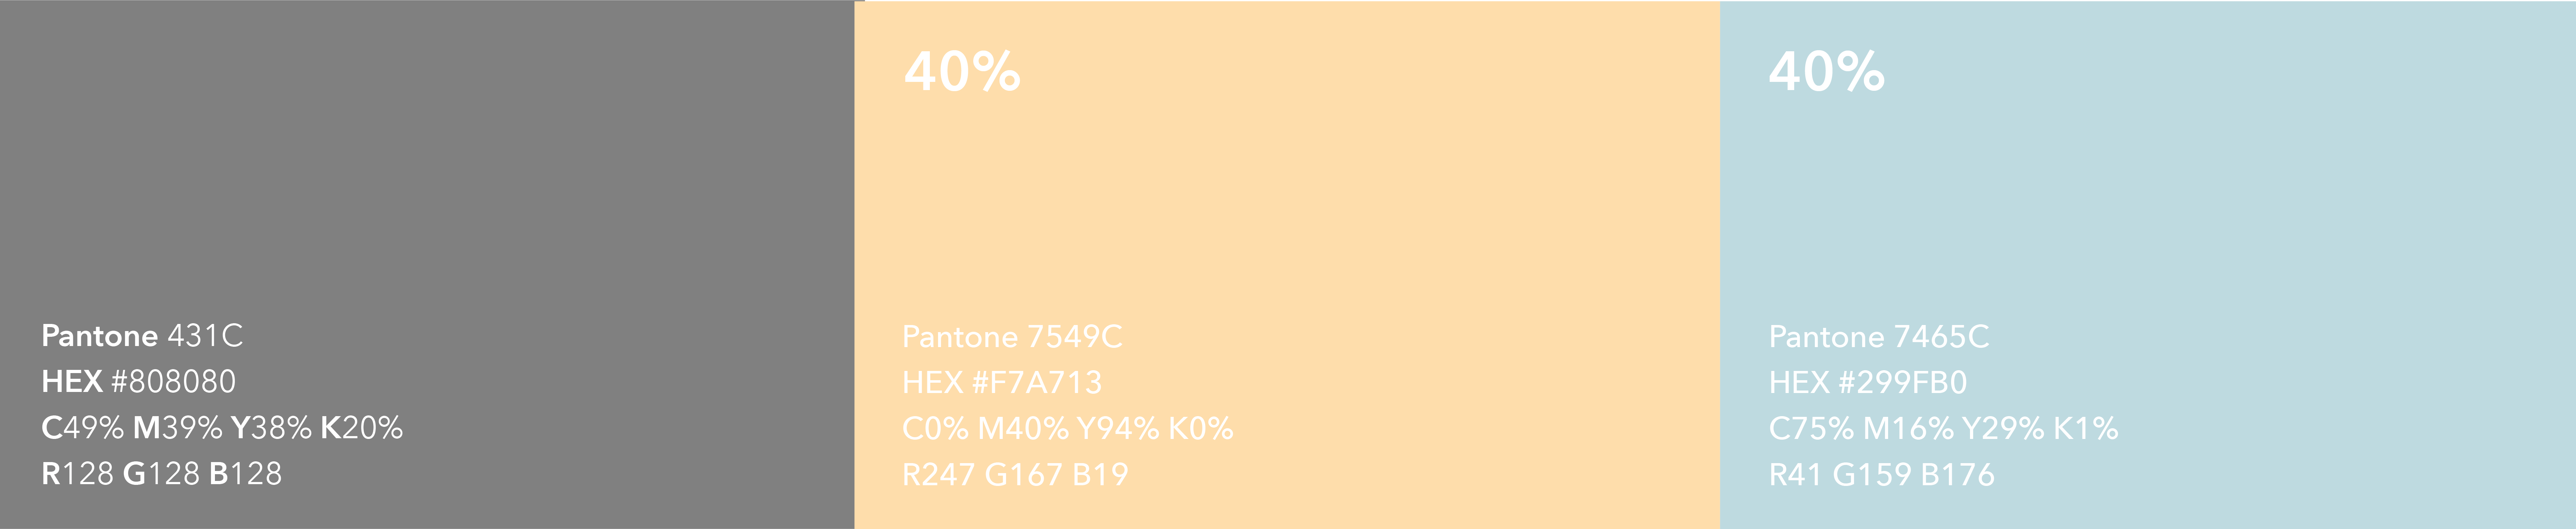 Pantone 431C
HEX #808080
C49% M39% Y38% K20%
R128 G128 B128
40%
Pantone 7549C
HEX #F7A713
C0% M40% Y94% K0%
R247 G167 B19
40%
Pantone 7465C
HEX #299FB0
C75% M16% Y29% K1%
R41 G159 B176